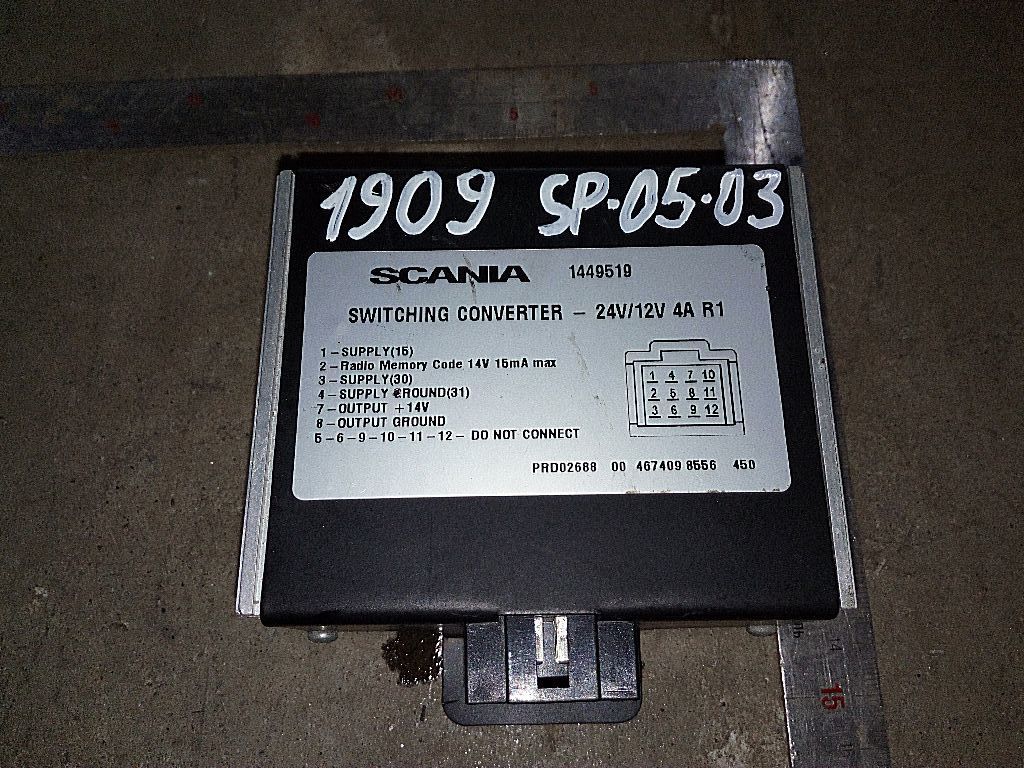 1909 SP-05-03
SCANIA 1449519
SWITCHING CONVERTER – 24V/12V 4A R1
1 – SUPPLY(15)
2 – Radio Memory Code 14V 15mA max
3 – SUPPLY(30)
4 – SUPPLY GROUND(31)
7 – OUTPUT +14V
8 – OUTPUT GROUND
5 – 6 – 9 – 10 – 11 – 12 – DO NOT CONNECT
1 4 7 10
2 5 8 11
3 6 9 12
PRD02688 00 467409 8556 450
14
15